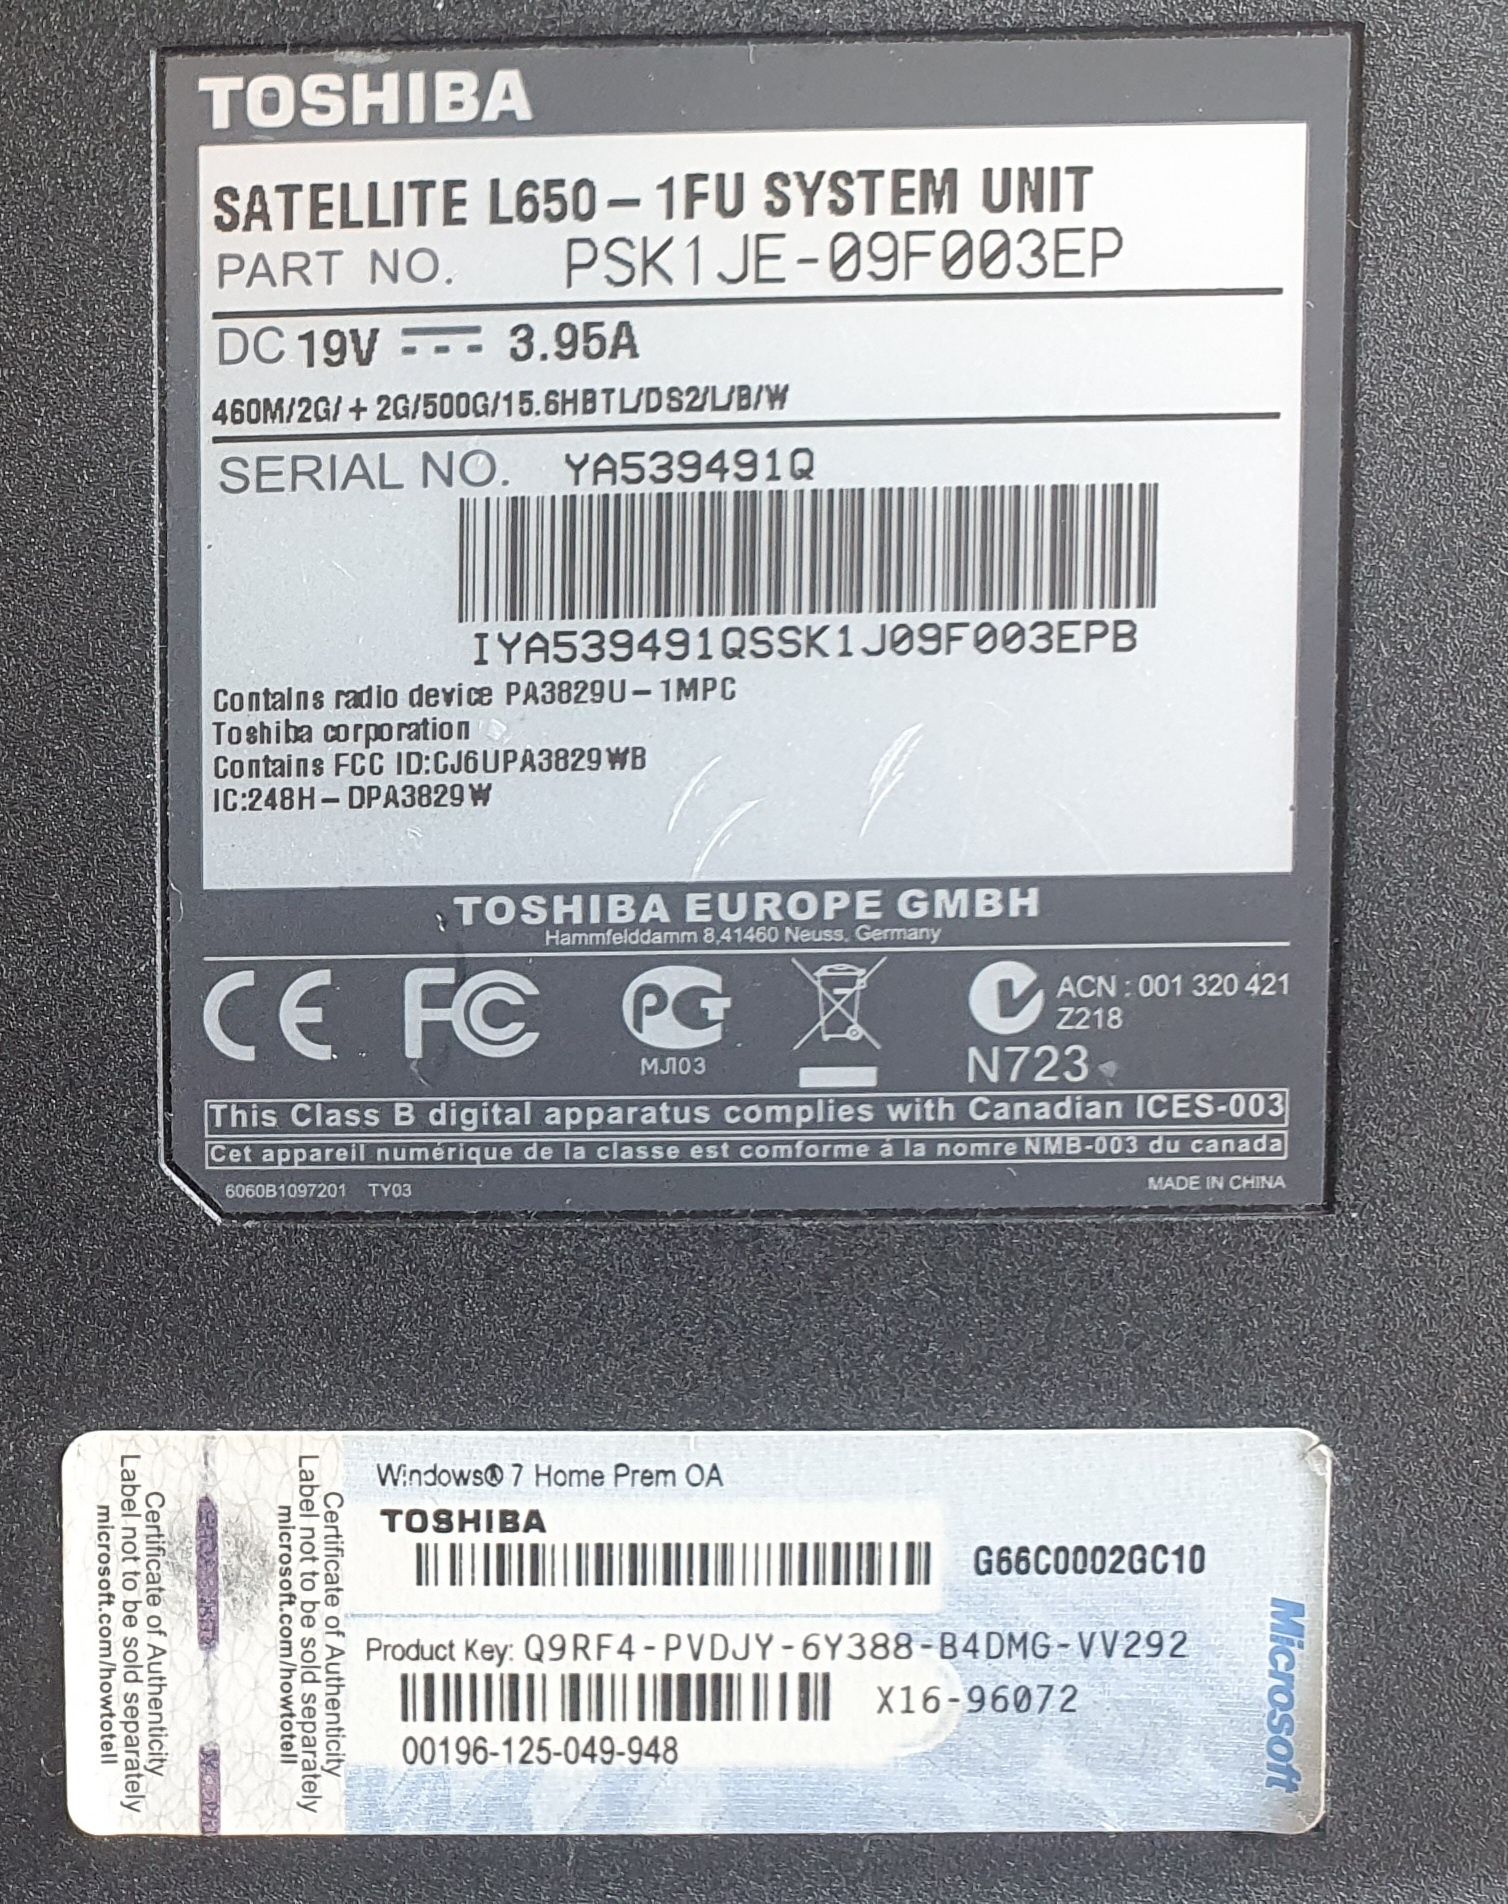 TOSHIBA
SATELLITE L650-1FU SYSTEM UNIT
PART NO. PSK1JE-09F003EP
DC 19V 3.95A
460M/2G/+2G/500G/15.6HBTL/DS2/L/B/W
SERIAL NO. YA539491Q
IYA539491QSSK1J09F003EPB
Contains radio device PA3829U-1MPC
Toshiba corporation
Contains FCC ID:CJ6UPA3829WB
IC:248H-DPA3829W
TOSHIBA EUROPE GMBH
Hammfelddamm 8,41460 Neuss, Germany
CE FC PG ACN : 001 320 421
Z218
МЛ03 N723
This Class B digital apparatus complies with Canadian ICES-003
Cet appareil numérique de la classe est comforme á la nomre NMB-003 du canada
6060B1097201 TY03 MADE IN CHINA
Certificate of Authenticity
Label not to be sold separately
microsoft.com/howtotell
Certificate of Authenticity
Label not to be sold separately
microsoft.com/howtotell
Windows® 7 Home Prem OA
TOSHIBA
G66C0002GC10
Product Key: Q9RF4-PVDJY-6Y388-B4DMG-VV292
X16-96072
00196-125-049-948
Microsoft